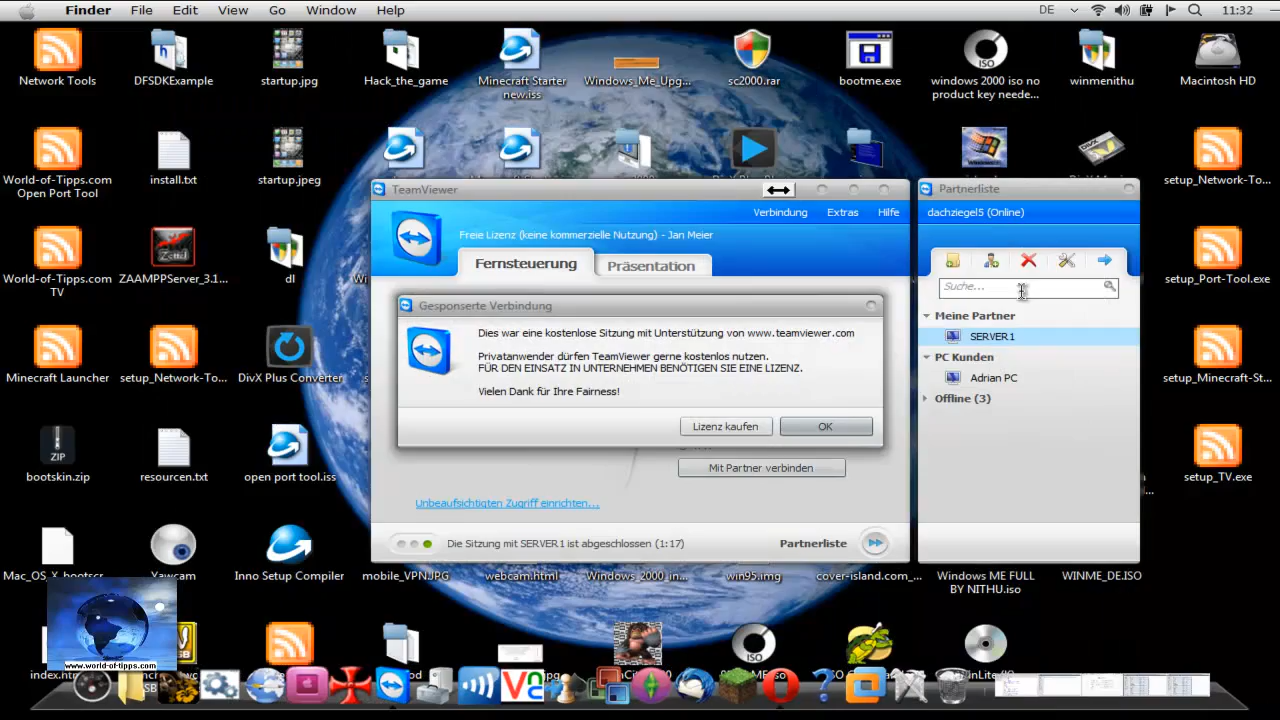 Finder File Edit View Go Window Help DE 11:32
Network Tools
DFSDKExample
startup.jpg
Hack_the_game
Minecraft Starter
new.iss
Windows_Me_Upg...
sc2000.rar
bootme.exe
windows 2000 iso no
product key neede...
winmenithu
Macintosh HD
World-of-Tipps.com
Open Port Tool
install.txt
startup.jpeg
setup_Network-To...
World-of-Tipps.com
TV
ZAAMPPServer_3.1...
dl
setup_Port-Tool.exe
Minecraft Launcher
setup_Network-To...
DivX Plus Converter
setup_Minecraft-St...
ZIP
bootskin.zip
resourcen.txt
open port tool.iss
setup_TV.exe
TeamViewer
Verbindung Extras Hilfe
Freie Lizenz (keine kommerzielle Nutzung) - Jan Meier
Fernsteuerung Präsentation
Gesponserte Verbindung
Dies war eine kostenlose Sitzung mit Unterstützung von www.teamviewer.com
Privatanwender dürfen TeamViewer gerne kostenlos nutzen.
FÜR DEN EINSATZ IN UNTERNEHMEN BENÖTIGEN SIE EINE LIZENZ.
Vielen Dank für Ihre Fairness!
Lizenz kaufen OK
Mit Partner verbinden
Unbeaufsichtigten Zugriff einrichten...
Die Sitzung mit SERVER1 ist abgeschlossen (1:17) Partnerliste
Partnerliste
dachziegel5 (Online)
Suche...
Meine Partner
SERVER1
PC Kunden
Adrian PC
Offline (3)
Mac_OS_X_bootscr...
Yawcam
Inno Setup Compiler
mobile_VPN.JPG
webcam.html
Windows_2000_in...
win95.img
cover-island.com_...
Windows ME FULL
BY NITHU.iso
WINME_DE.ISO
www.world-of-tipps.com
ISO